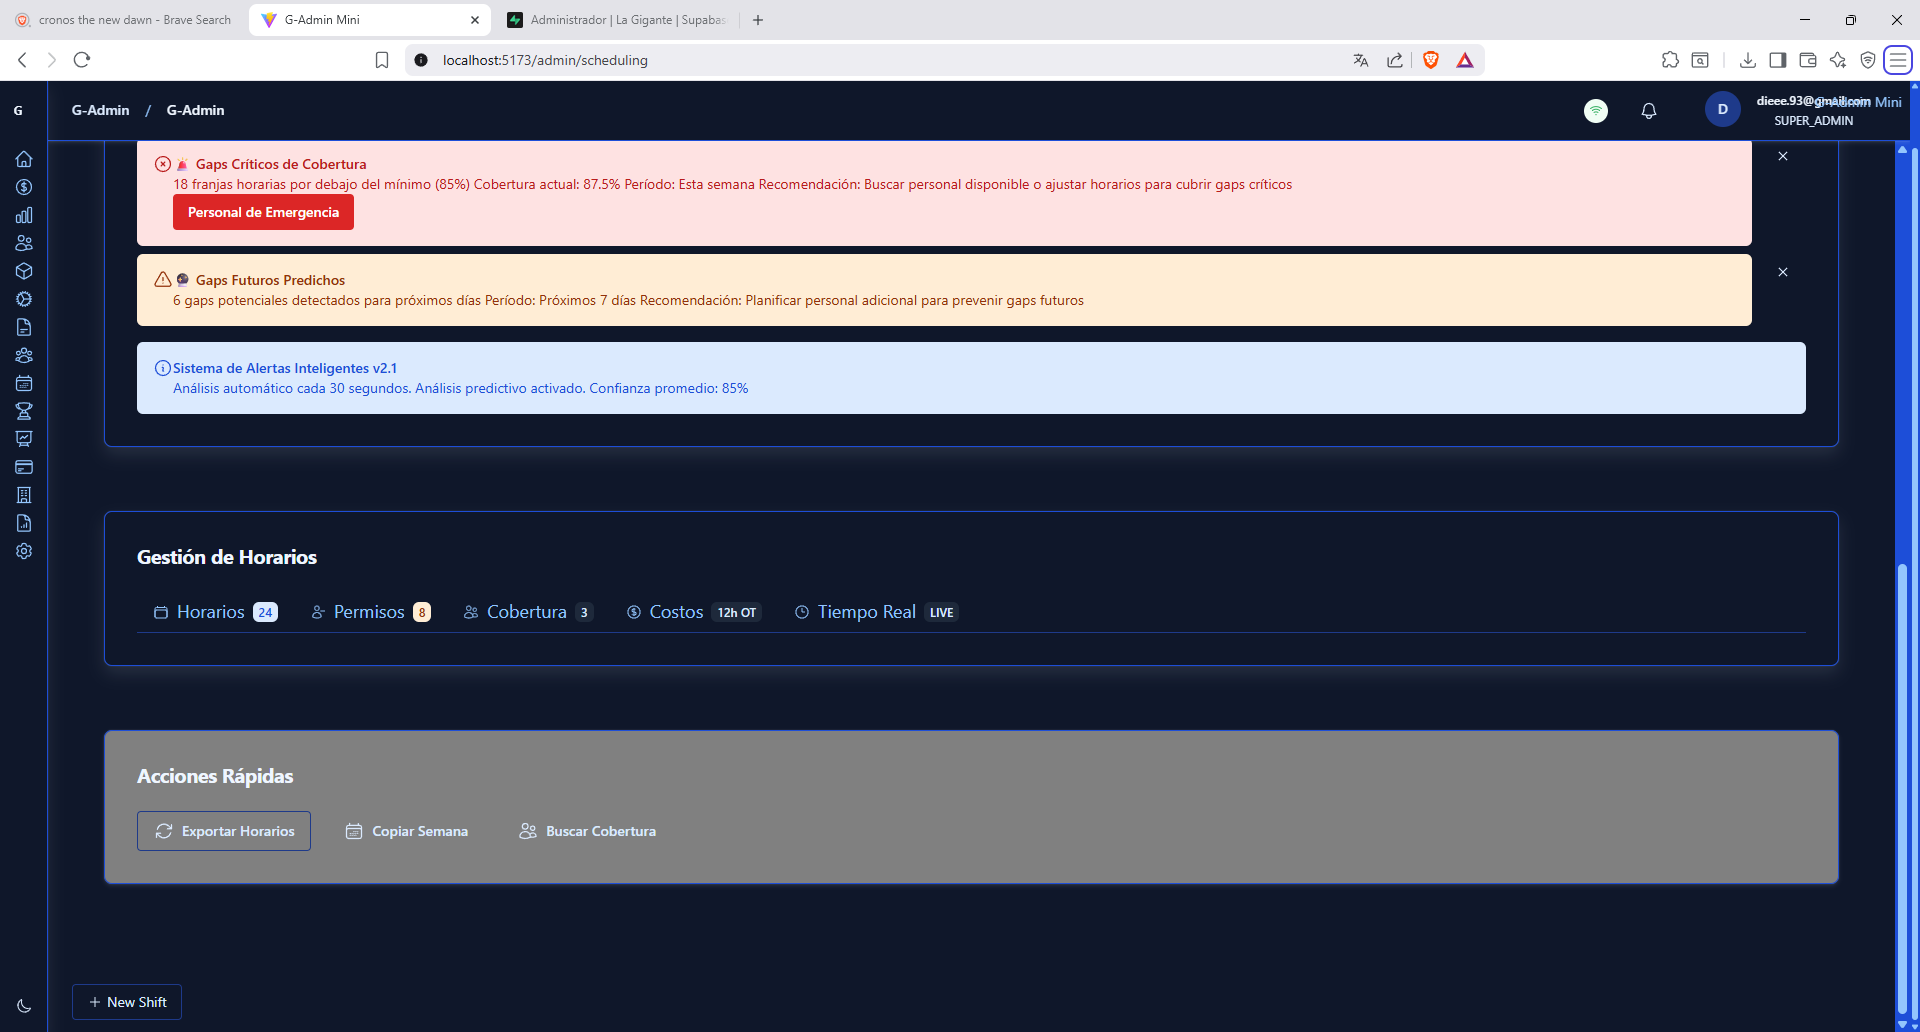 cronos the new dawn - Brave Search
G-Admin Mini
Administrador | La Gigante | Supabas
localhost:5173/admin/scheduling
G
G-Admin / G-Admin
D
dieee.93@gmail.com
G-Admin Mini
SUPER_ADMIN
Gaps Críticos de Cobertura
18 franjas horarias por debajo del mínimo (85%) Cobertura actual: 87.5% Período: Esta semana Recomendación: Buscar personal disponible o ajustar horarios para cubrir gaps críticos
Personal de Emergencia
Gaps Futuros Predichos
6 gaps potenciales detectados para próximos días Período: Próximos 7 días Recomendación: Planificar personal adicional para prevenir gaps futuros
Sistema de Alertas Inteligentes v2.1
Análisis automático cada 30 segundos. Análisis predictivo activado. Confianza promedio: 85%
Gestión de Horarios
Horarios 24 Permisos 8 Cobertura 3 Costos 12h OT Tiempo Real LIVE
Acciones Rápidas
Exportar Horarios Copiar Semana Buscar Cobertura
New Shift